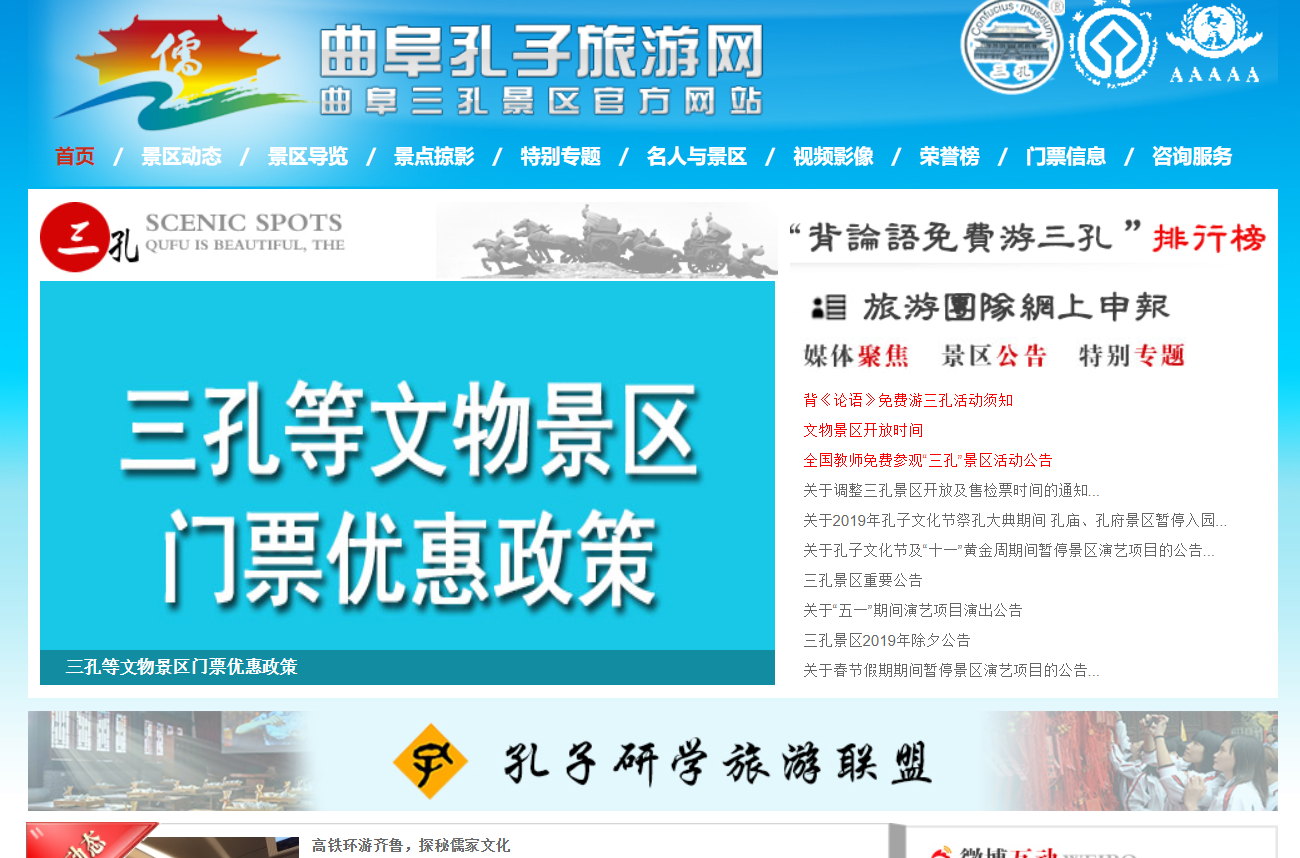 儒
曲阜孔子旅游网
曲阜三孔景区官方网站
Confucius museum
三孔
®
AAAAA
首页 / 景区动态 / 景区导览 / 景点掠影 / 特别专题 / 名人与景区 / 视频影像 / 荣誉榜 / 门票信息 / 咨询服务
三孔
SCENIC SPOTS
QUFU IS BEAUTIFUL, THE
三孔等文物景区
门票优惠政策
三孔等文物景区门票优惠政策
“背論語免費游三孔”排行榜
旅游團隊網上申報
媒体聚焦 景区公告 特别专题
背《论语》免费游三孔活动须知
文物景区开放时间
全国教师免费参观“三孔”景区活动公告
关于调整三孔景区开放及售检票时间的通知...
关于2019年孔子文化节祭孔大典期间 孔庙、孔府景区暂停入园...
关于孔子文化节及“十一”黄金周期间暂停景区演艺项目的公告...
三孔景区重要公告
关于“五一”期间演艺项目演出公告
三孔景区2019年除夕公告
关于春节假期期间暂停景区演艺项目的公告...
孔子研学旅游联盟
动态
高铁环游齐鲁，探秘儒家文化
微博互动 WEIBO